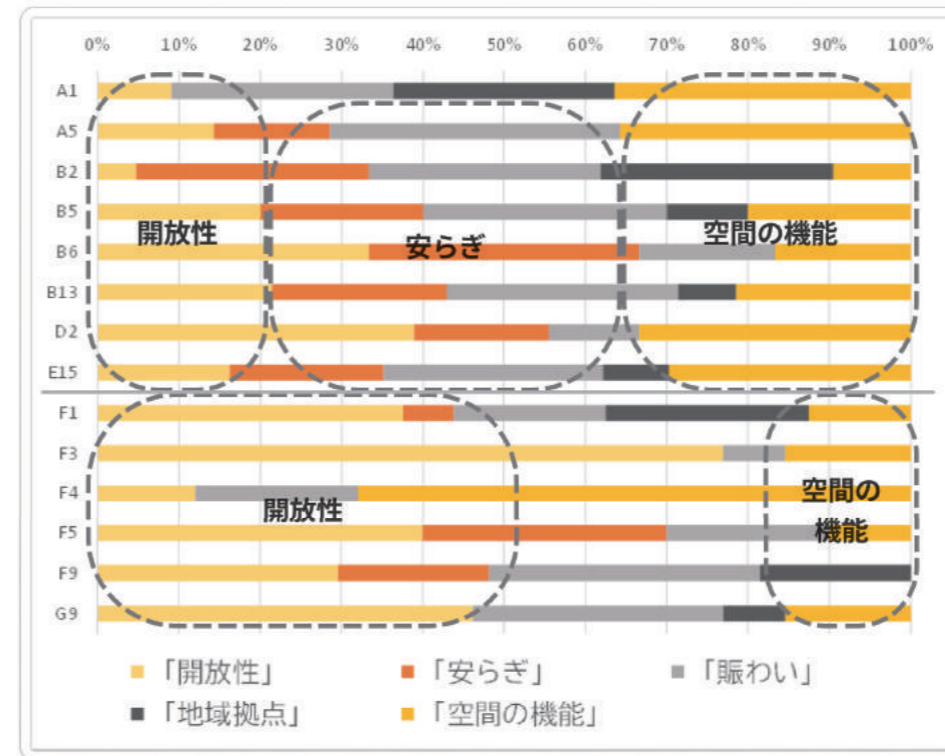 0% 10% 20% 30% 40% 50% 60% 70% 80% 90% 100%
A1
A5
B2
B5
開放性
安らぎ
空間の機能
B6
B13
D2
E15
F1
F3
F4
開放性
空間の
機能
F5
F9
G9
「開放性」 「安らぎ」 「賑わい」
「地域拠点」 「空間の機能」